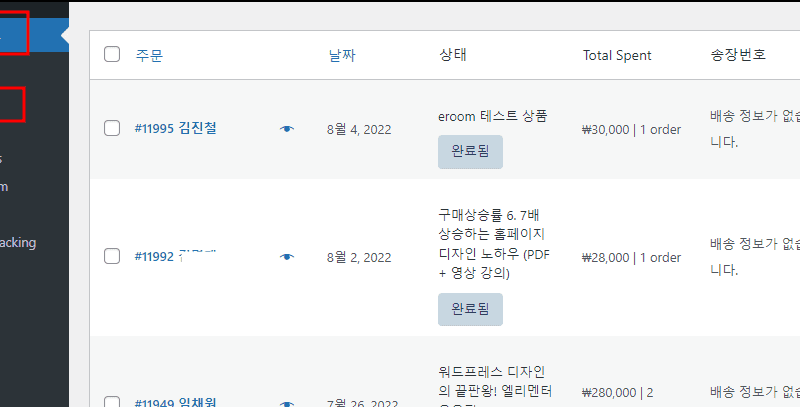 주문 날짜 상태 Total Spent 송장번호
#11995 김진철 8월 4, 2022 eroom 테스트 상품 ₩30,000 | 1 order 배송 정보가 없습
니다.
완료됨
s
m
구매상승률 6. 7배
#11992 8월 2, 2022 상승하는 홈페이지 ₩28,000 | 1 order 배송 정보가 없습
acking
디자인 노하우 (PDF
니다.
+ 영상 강의)
완료됨
워드프레스 디자인
#11949 임채원 7월 26, 2022 의 끝판왕! 엘리멘터 ₩280,000 | 2 배송 정보가 없습